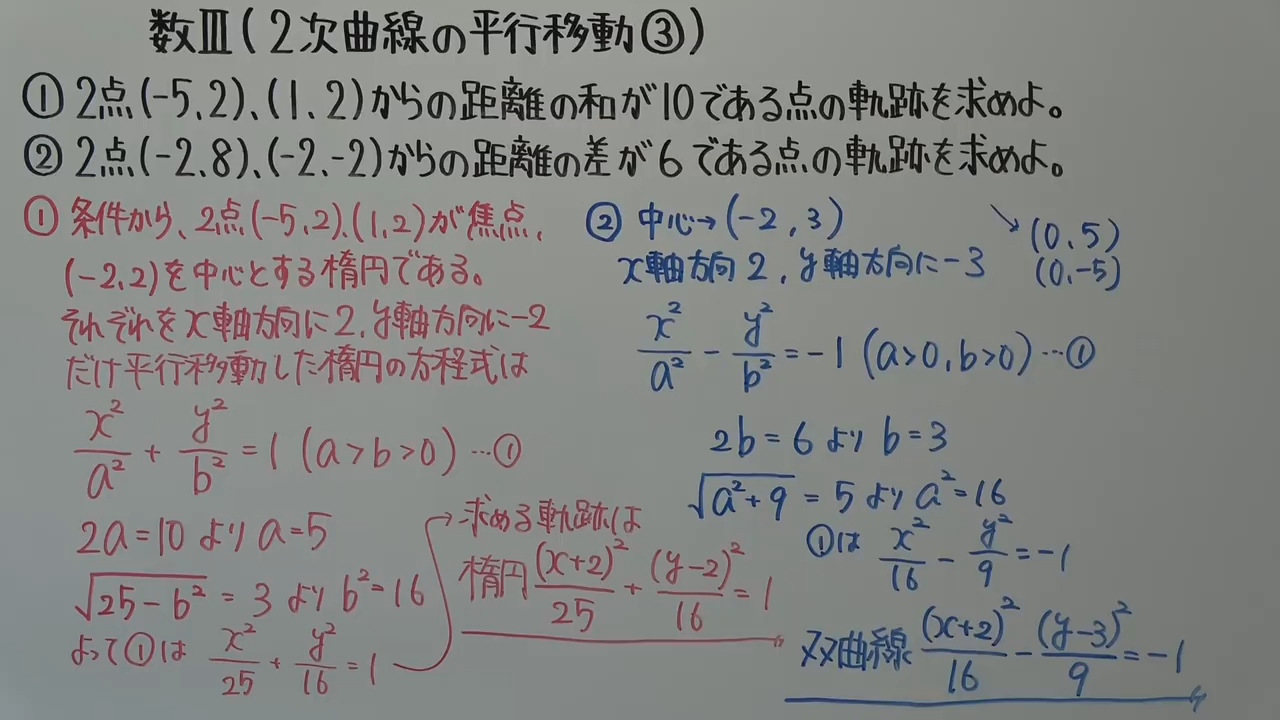 数Ⅲ(2次曲線の平行移動③)
① 2点(-5,2)、(1,2)からの距離の和が10である点の軌跡を求めよ。
② 2点(-2,8)、(-2,-2)からの距離の差が6である点の軌跡を求めよ。
① 条件から、2点(-5,2)、(1,2)が焦点、
(-2,2)を中心とする楕円である。
それぞれをx軸方向に2,y軸方向に-2
だけ平行移動した楕円の方程式は
x²/a² + y²/b² = 1 (a>b>0) …①
2a=10 より a=5
√(25-b²) = 3 より b²=16
よって①は x²/25 + y²/16 = 1
→求める軌跡は
楕円 (x+2)²/25 + (y-2)²/16 = 1
② 中心→(-2,3)
x軸方向2,y軸方向に-3
↘(0,5)
(0,-5)
x²/a² - y²/b² = -1 (a>0,b>0) …①
2b=6 より b=3
√(a²+9) = 5 より a²=16
①は x²/16 - y²/9 = -1
双曲線 (x+2)²/16 - (y-3)²/9 = -1